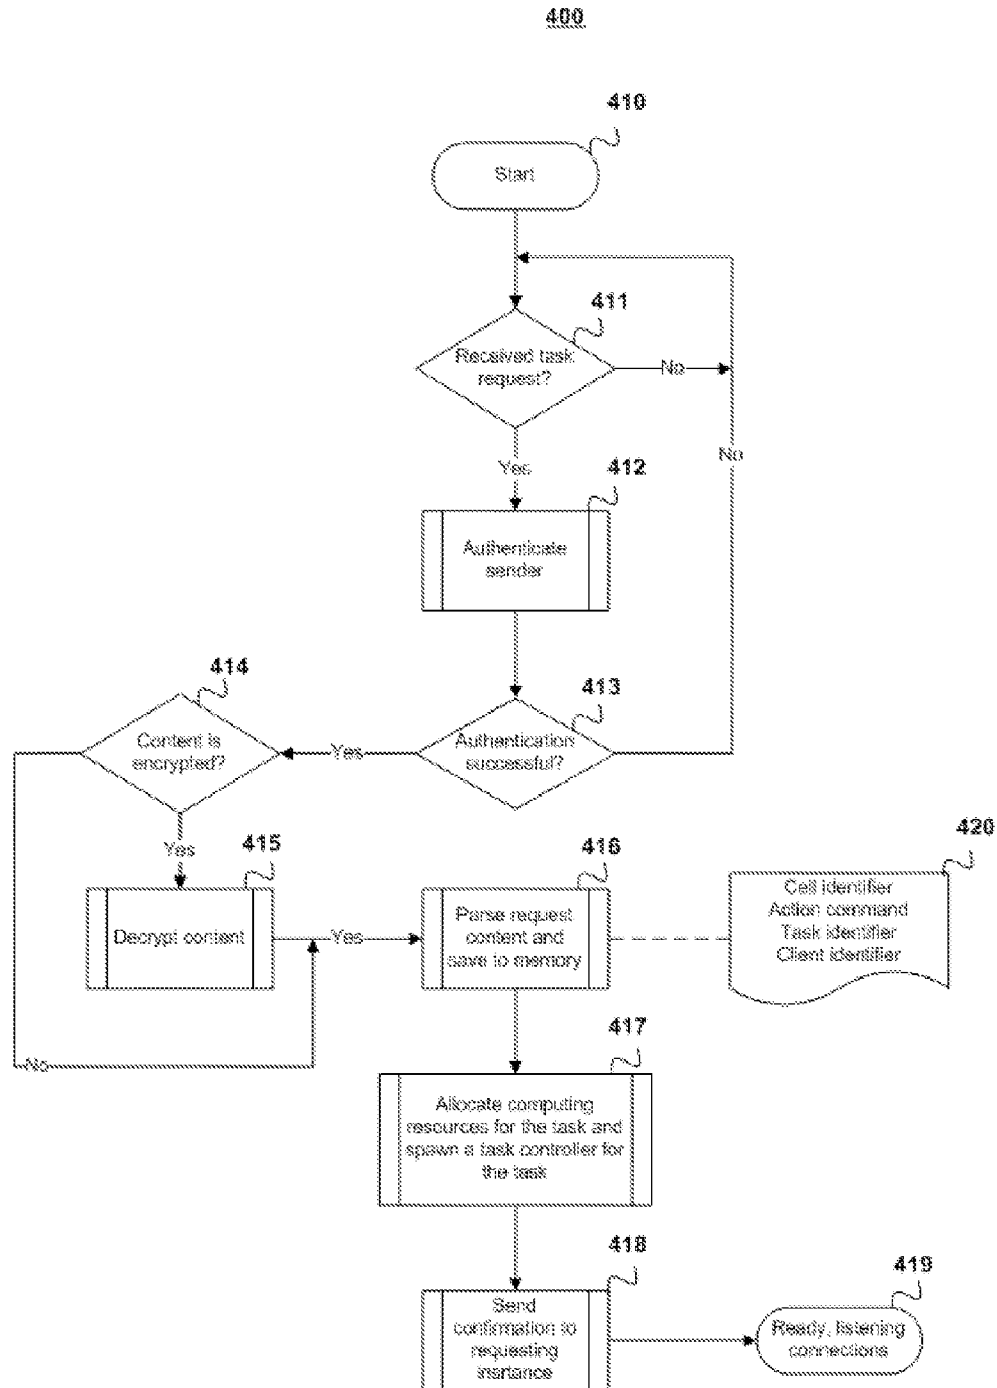 400
410
Start
411
Received task
request?
No
No
Yes
412
Authenticate
sender
414
413
Content is
encrypted?
Yes
Authentication
successful?
Yes
415
416
420
Decrypt content
Yes
Parse request
content and
save to memory
Cell identifier
Action command
Task identifier
Client identifier
No
417
Allocate computing
resources for the task and
spawn a task controller for
the task
418
419
Send
confirmation to
requesting
instance
Ready, listening
connections